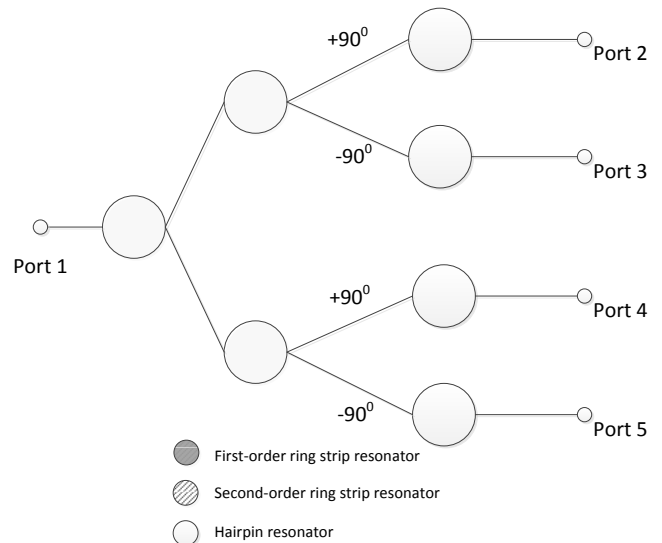 +90⁰
Port 2
-90⁰
Port 3
Port 1
+90⁰
Port 4
-90⁰
Port 5
First-order ring strip resonator
Second-order ring strip resonator
Hairpin resonator